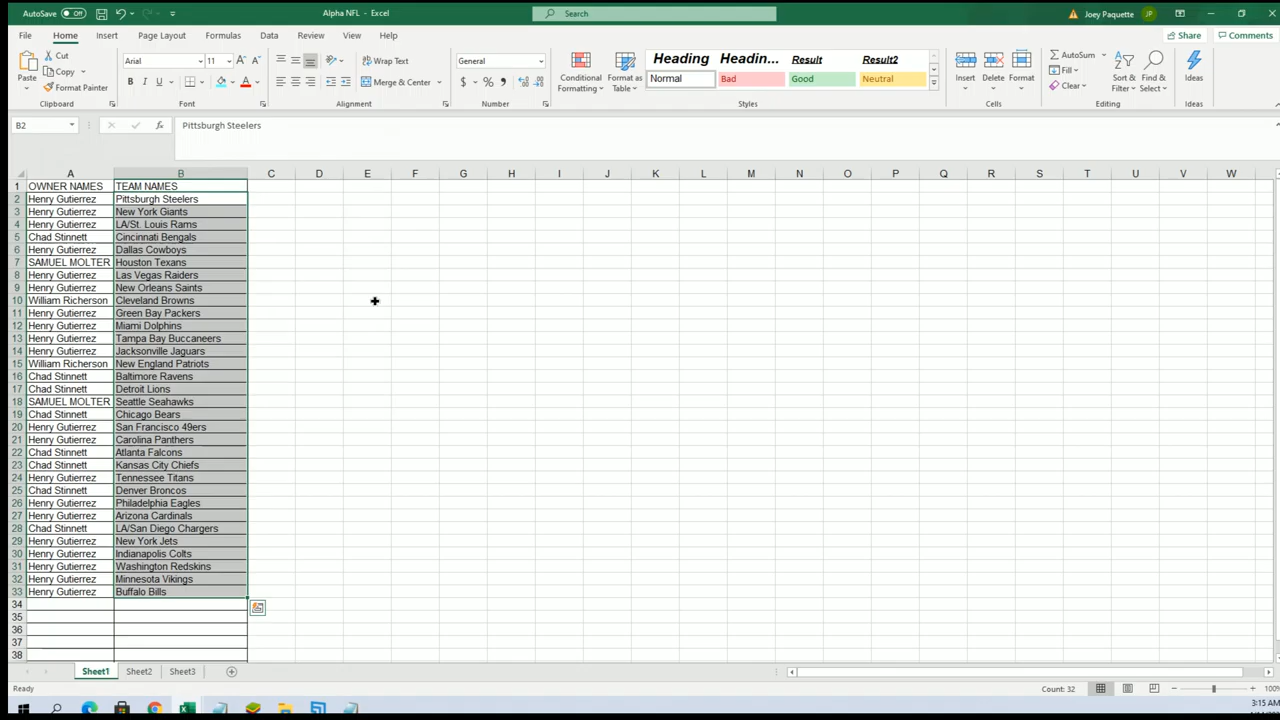 AutoSave Off Alpha NFL - Excel Search Joey Paquette JP
File Home Insert Page Layout Formulas Data Review View Help Share Comments
Paste Cut Copy Format Painter Clipboard
Arial 11 B I U Font
Wrap Text Merge & Center Alignment
General $ % Number
Conditional Formatting Format as Table
Heading Headin... Result Result2
Normal Bad Good Neutral Styles
Insert Delete Format Cells
AutoSum Fill Clear Sort & Filter Find & Select Editing
Ideas Ideas
B2 fx Pittsburgh Steelers
A B C D E F G H I J K L M N O P Q R S T U V W
1 OWNER NAMES TEAM NAMES
2 Henry Gutierrez Pittsburgh Steelers
3 Henry Gutierrez New York Giants
4 Henry Gutierrez LA/St. Louis Rams
5 Chad Stinnett Cincinnati Bengals
6 Henry Gutierrez Dallas Cowboys
7 SAMUEL MOLTER Houston Texans
8 Henry Gutierrez Las Vegas Raiders
9 Henry Gutierrez New Orleans Saints
10 William Richerson Cleveland Browns
11 Henry Gutierrez Green Bay Packers
12 Henry Gutierrez Miami Dolphins
13 Henry Gutierrez Tampa Bay Buccaneers
14 Henry Gutierrez Jacksonville Jaguars
15 William Richerson New England Patriots
16 Chad Stinnett Baltimore Ravens
17 Chad Stinnett Detroit Lions
18 SAMUEL MOLTER Seattle Seahawks
19 Chad Stinnett Chicago Bears
20 Henry Gutierrez San Francisco 49ers
21 Henry Gutierrez Carolina Panthers
22 Chad Stinnett Atlanta Falcons
23 Chad Stinnett Kansas City Chiefs
24 Henry Gutierrez Tennessee Titans
25 Chad Stinnett Denver Broncos
26 Henry Gutierrez Philadelphia Eagles
27 Henry Gutierrez Arizona Cardinals
28 Chad Stinnett LA/San Diego Chargers
29 Henry Gutierrez New York Jets
30 Henry Gutierrez Indianapolis Colts
31 Henry Gutierrez Washington Redskins
32 Henry Gutierrez Minnesota Vikings
33 Henry Gutierrez Buffalo Bills
34
35
36
37
38
Sheet1 Sheet2 Sheet3
Ready Count: 32 100%
3:15 AM